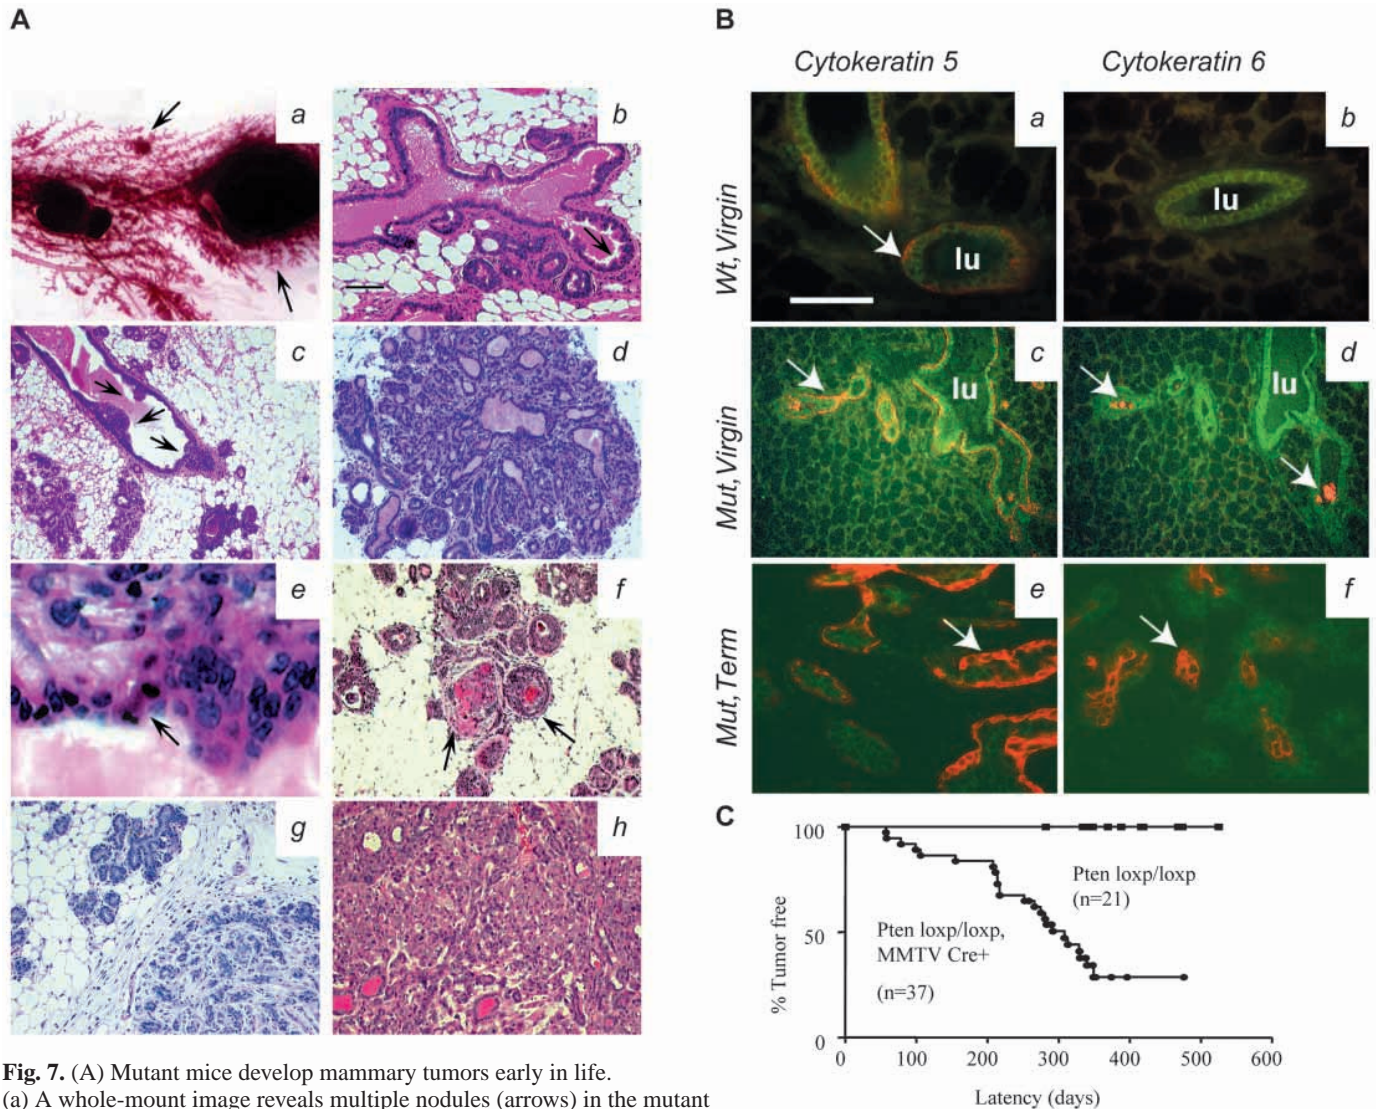 A
a
b
c
d
e
f
g
h
B
Cytokeratin 5
Cytokeratin 6
Wt, Virgin
a
lu
b
lu
Mut, Virgin
c
lu
d
lu
Mut, Term
e
f
C
100
50
0
% Tumor free
Pten loxp/loxp
(n=21)
Pten loxp/loxp,
MMTV Cre+
(n=37)
0
100
200
300
400
500
600
Latency (days)
Fig. 7. (A) Mutant mice develop mammary tumors early in life.
(a) A whole-mount image reveals multiple nodules (arrows) in the mutant